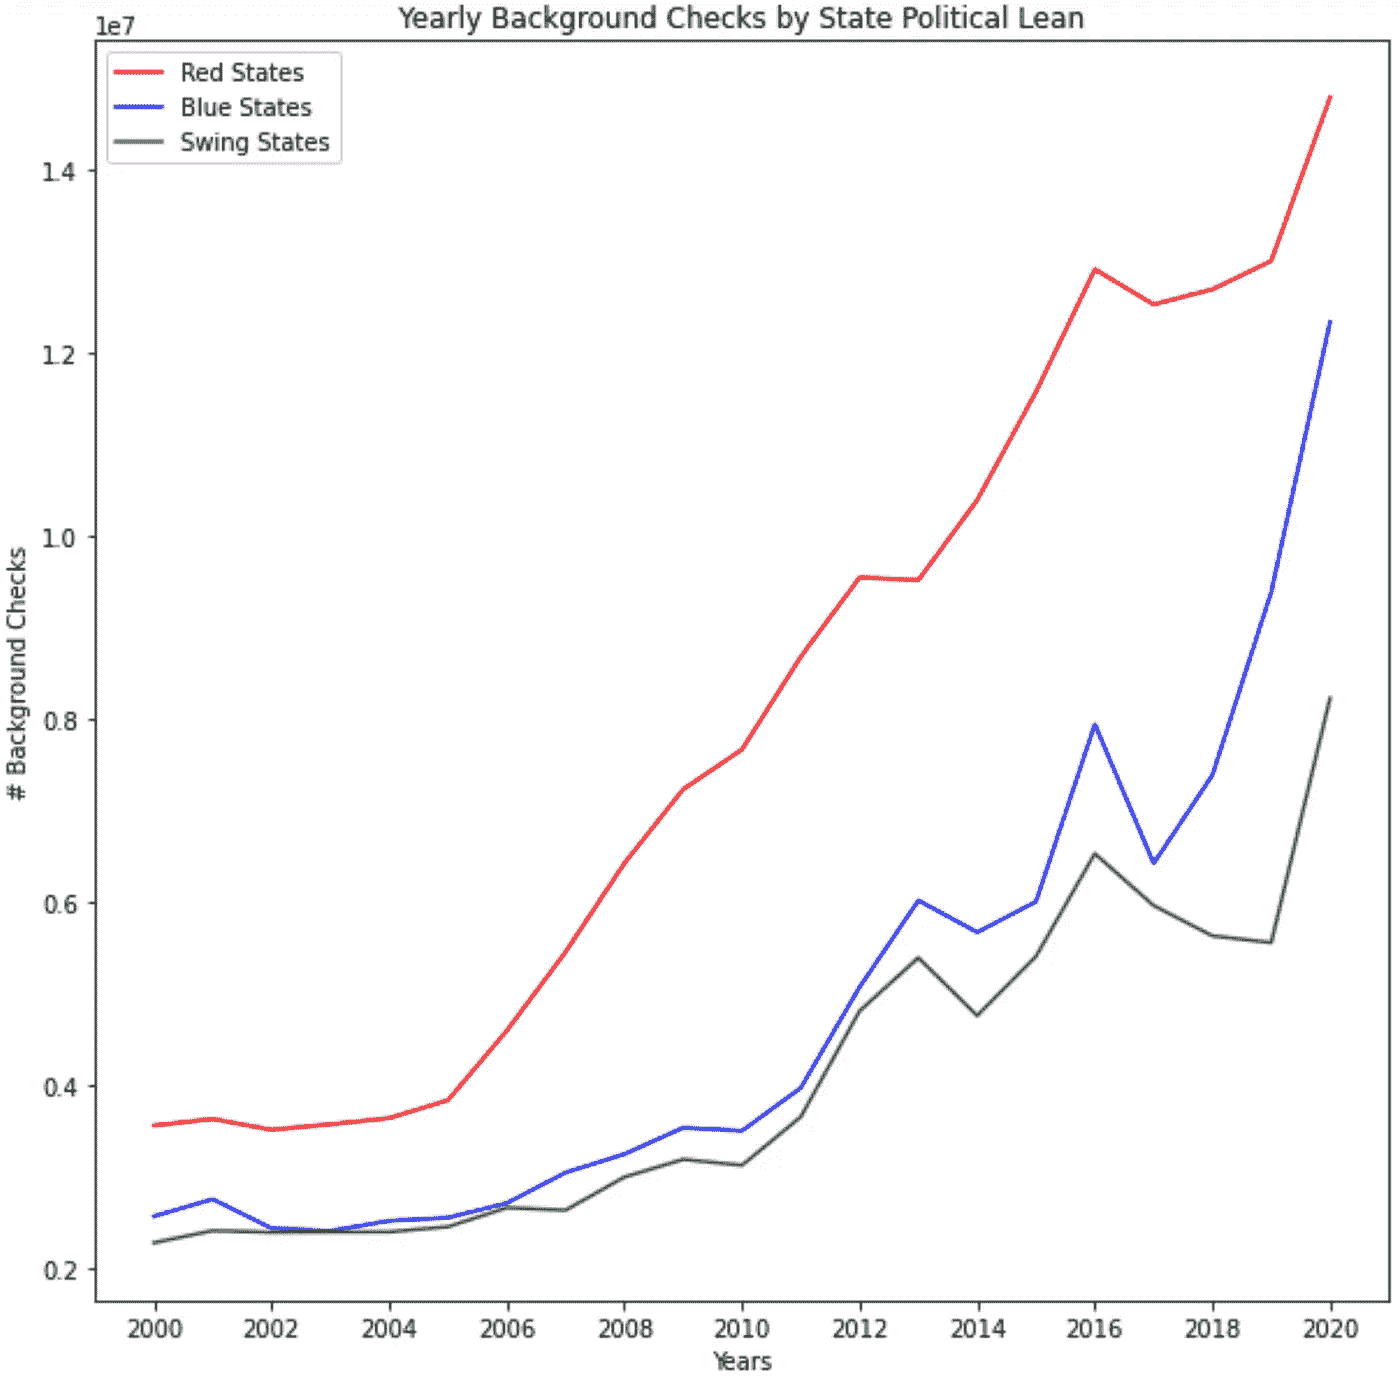 Yearly Background Checks by State Political Lean
1e7
Red States
Blue States
Swing States
1.4
1.2
1.0
0.8
0.6
0.4
0.2
# Background Checks
2000 2002 2004 2006 2008 2010 2012 2014 2016 2018 2020
Years